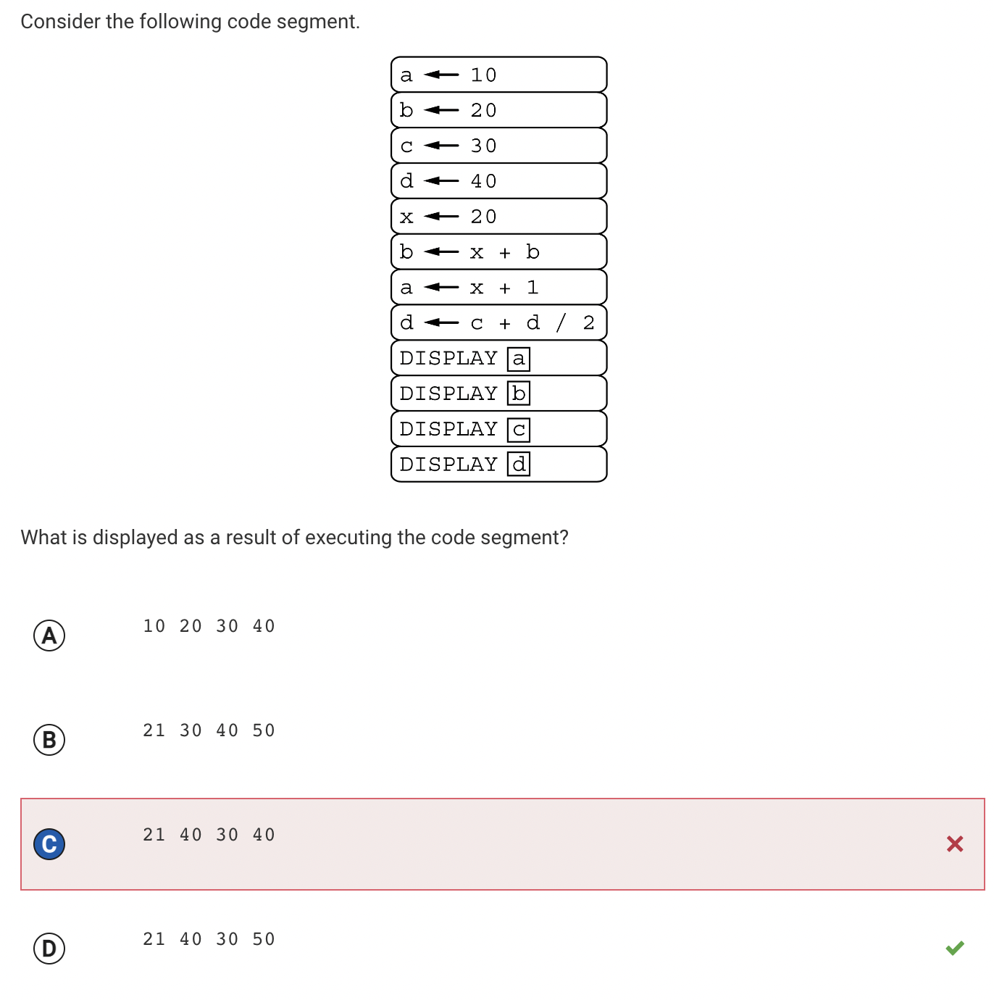 Consider the following code segment.
a ← 10
b ← 20
c ← 30
d ← 40
x ← 20
b ← x + b
a ← x + 1
d ← c + d / 2
DISPLAY a
DISPLAY b
DISPLAY c
DISPLAY d
What is displayed as a result of executing the code segment?
A 10 20 30 40
B 21 30 40 50
C 21 40 30 40
D 21 40 30 50